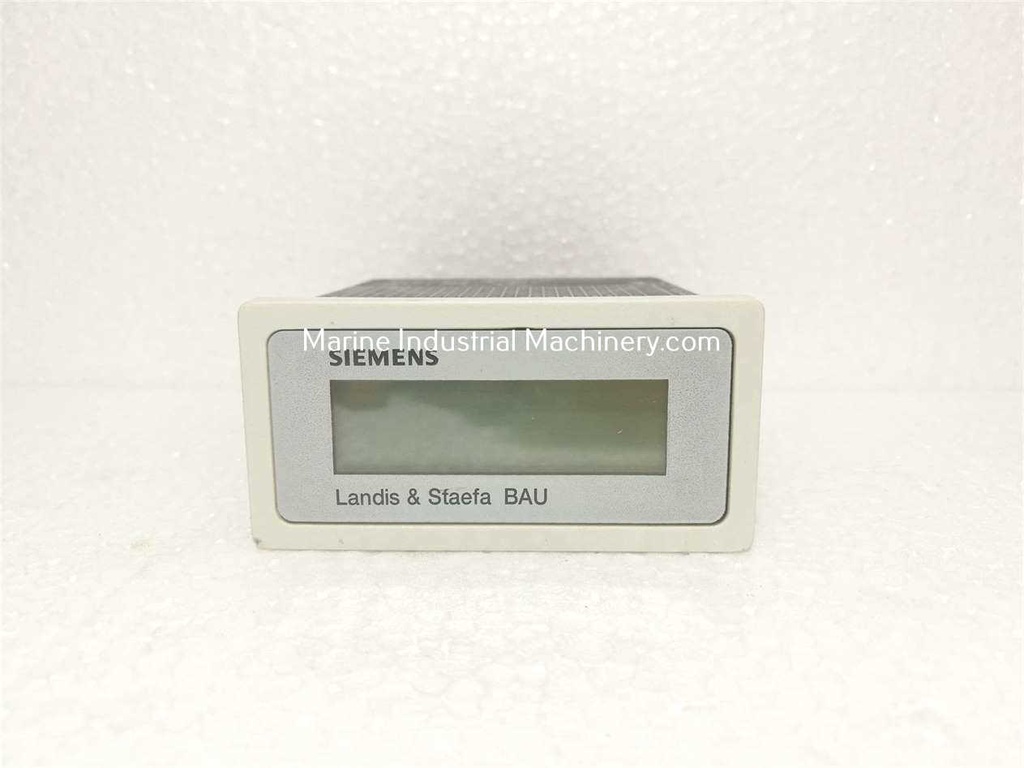 Marine Industrial Machinery.com
SIEMENS
Landis & Staefa BAU